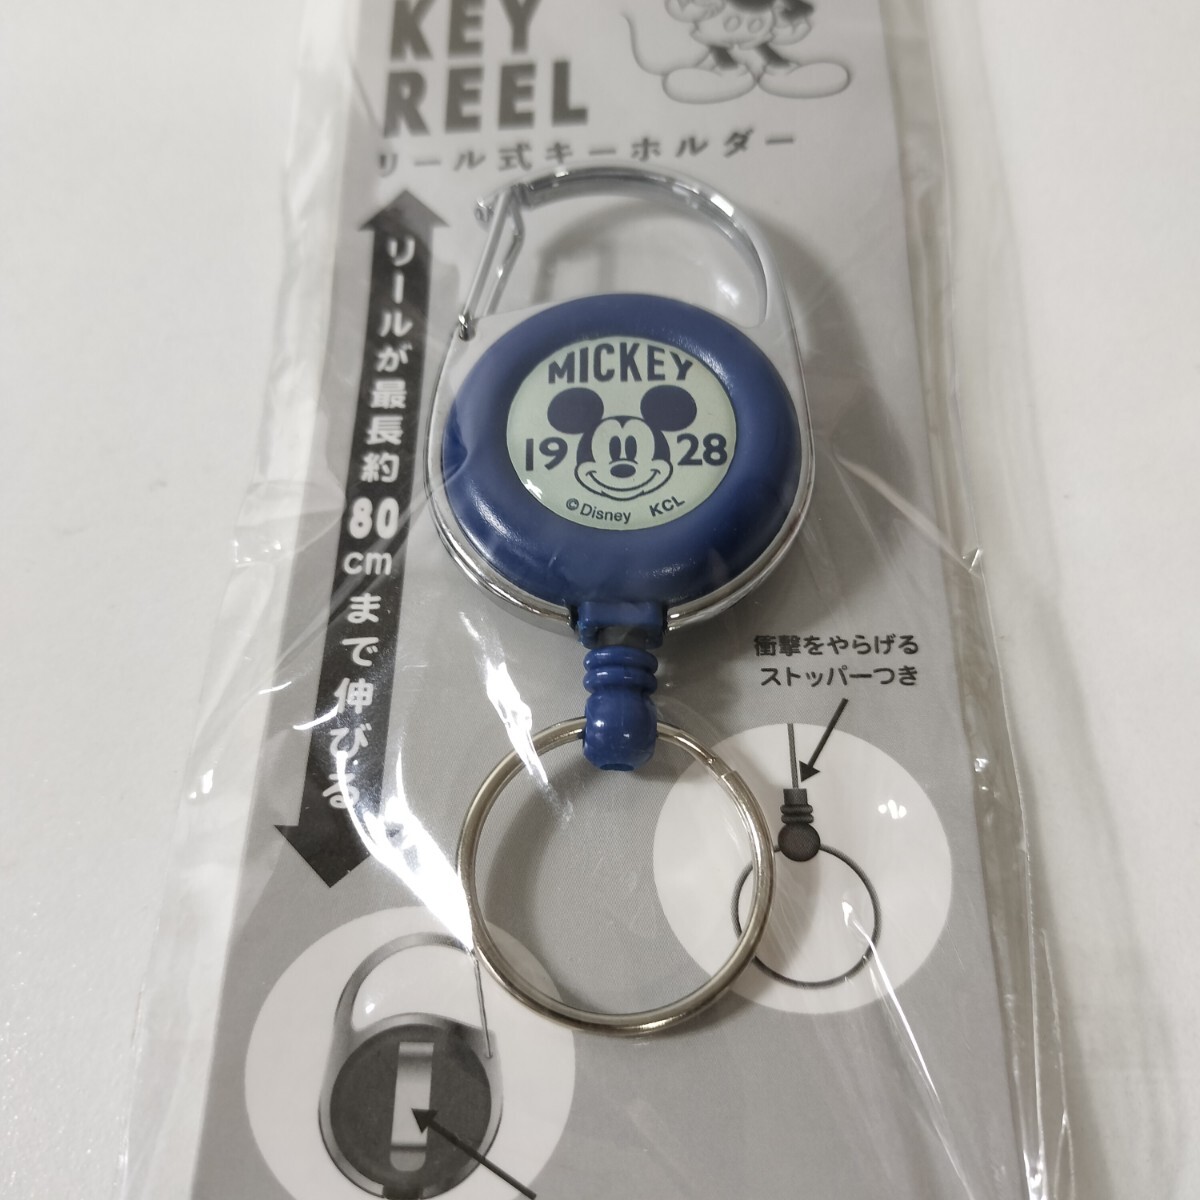 KEY
REEL
リール式キーホルダー
リールが最長約80cmまで伸びる
MICKEY
19 28
©Disney KCL
衝撃をやらげる
ストッパーつき